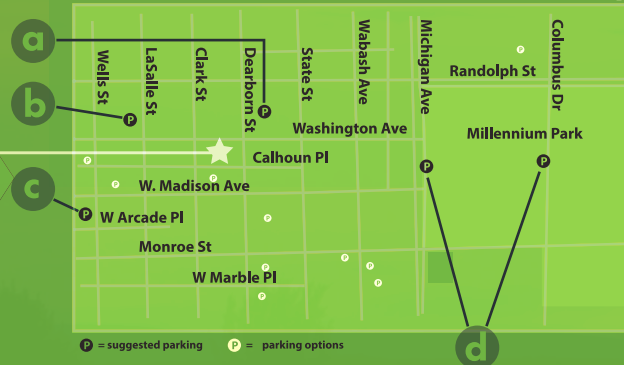 a
b
c
d
Wells St
LaSalle St
Clark St
Dearborn St
State St
Wabash Ave
Michigan Ave
Columbus Dr
P
Randolph St
P
P
Washington Ave
Millennium Park
Calhoun Pl
P
P
P
P
P
W. Madison Ave
P
W Arcade Pl
P
Monroe St
P
P
P
W Marble Pl
P
P
P = suggested parking
P = parking options